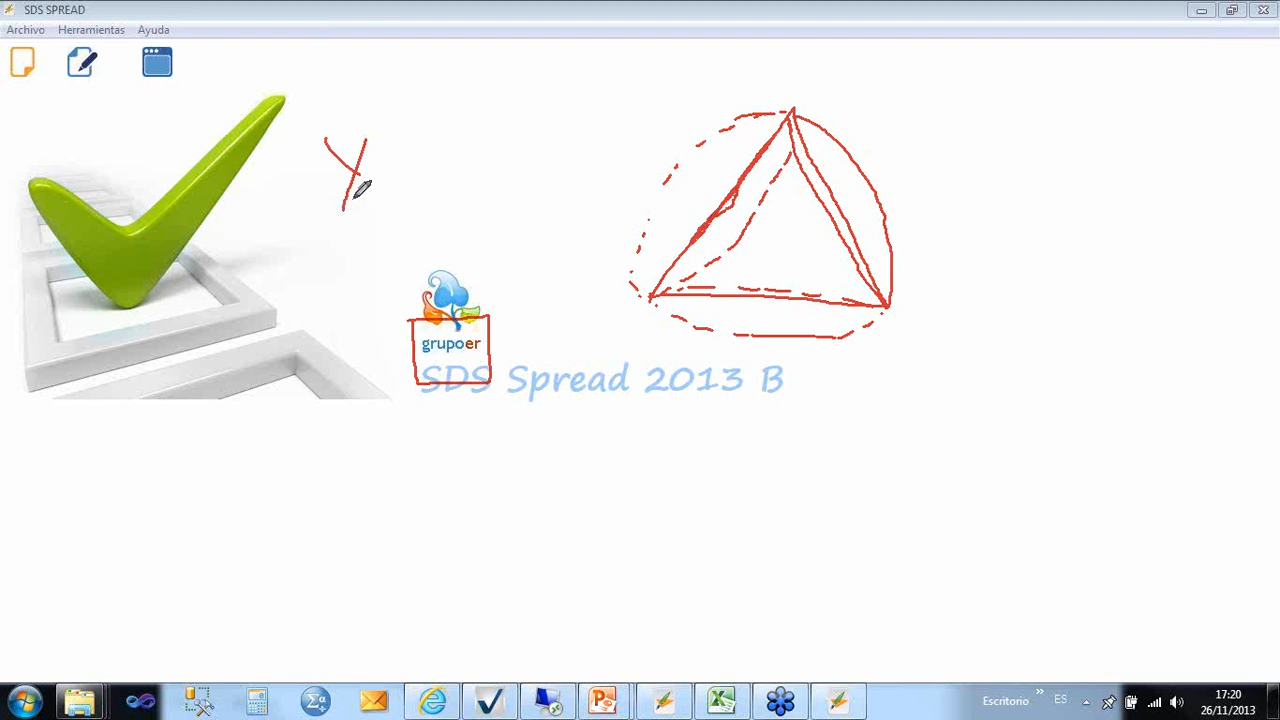 SDS SPREAD
Archivo Herramientas Ayuda
Y
grupoer
SDS Spread 2013 B
Escritorio » ES 17:20
26/11/2013